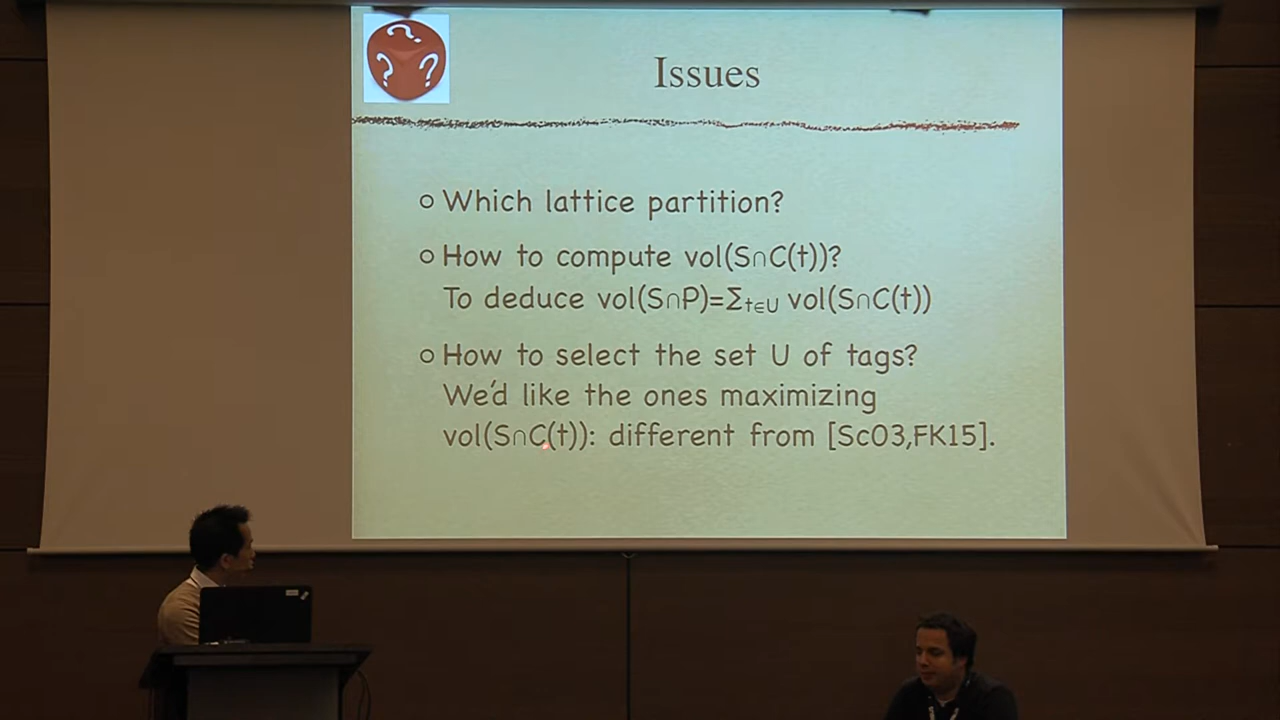 ? ? ?
Issues
Which lattice partition?
How to compute vol(S∩C(t))?
To deduce vol(S∩P)=Σt∈U vol(S∩C(t))
How to select the set U of tags?
We'd like the ones maximizing
vol(S∩C(t)): different from [Sc03,FK15].